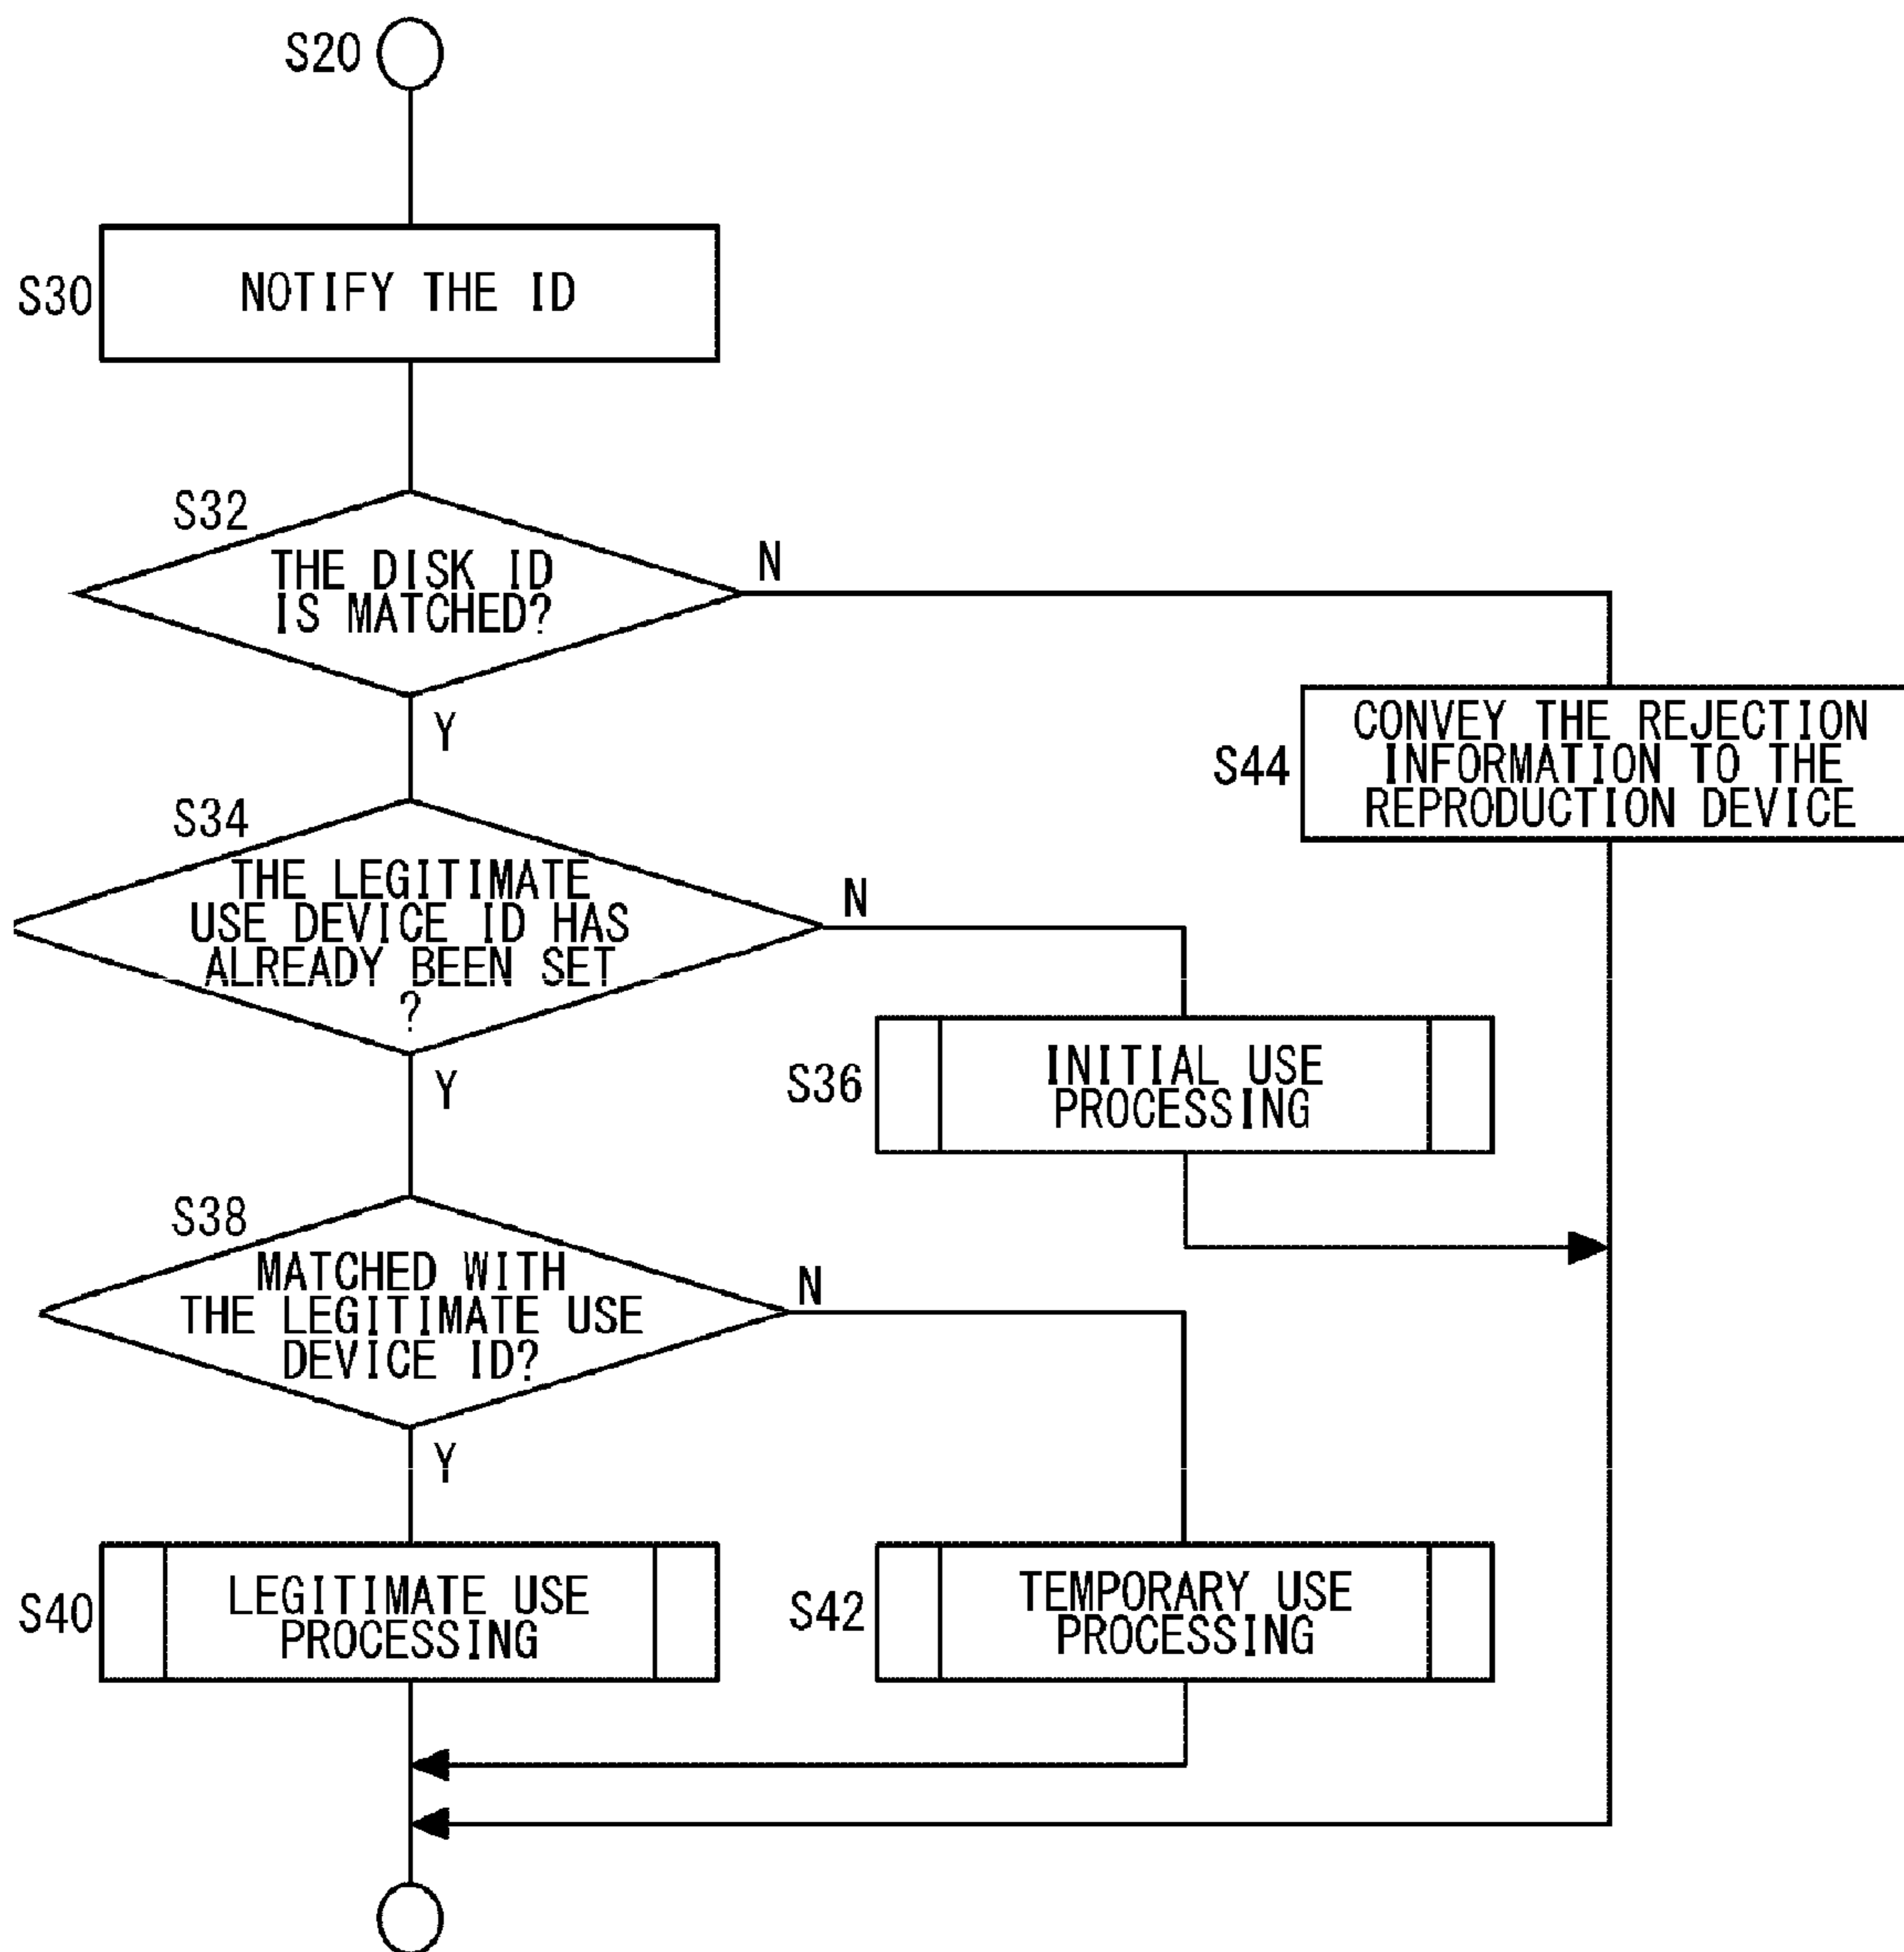 S20
S30
NOTIFY THE ID
S32
THE DISK ID
IS MATCHED?
N
Y
S44
CONVEY THE REJECTION
INFORMATION TO THE
REPRODUCTION DEVICE
S34
THE LEGITIMATE
USE DEVICE ID HAS
ALREADY BEEN SET
?
N
Y
S36
INITIAL USE
PROCESSING
S38
MATCHED WITH
THE LEGITIMATE USE
DEVICE ID?
N
Y
S40
LEGITIMATE USE
PROCESSING
S42
TEMPORARY USE
PROCESSING